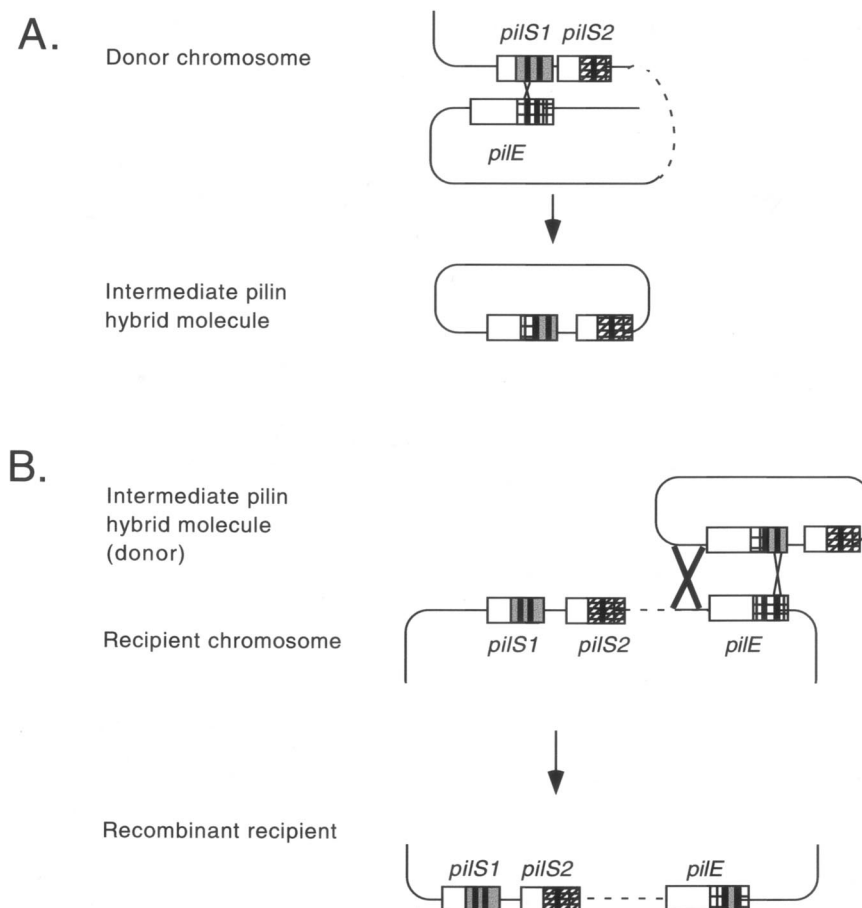 A.
Donor chromosome
pilS1 pilS2
pilE
Intermediate pilin
hybrid molecule
B.
Intermediate pilin
hybrid molecule
(donor)
Recipient chromosome
pilS1 pilS2 pilE
Recombinant recipient
pilS1 pilS2 pilE